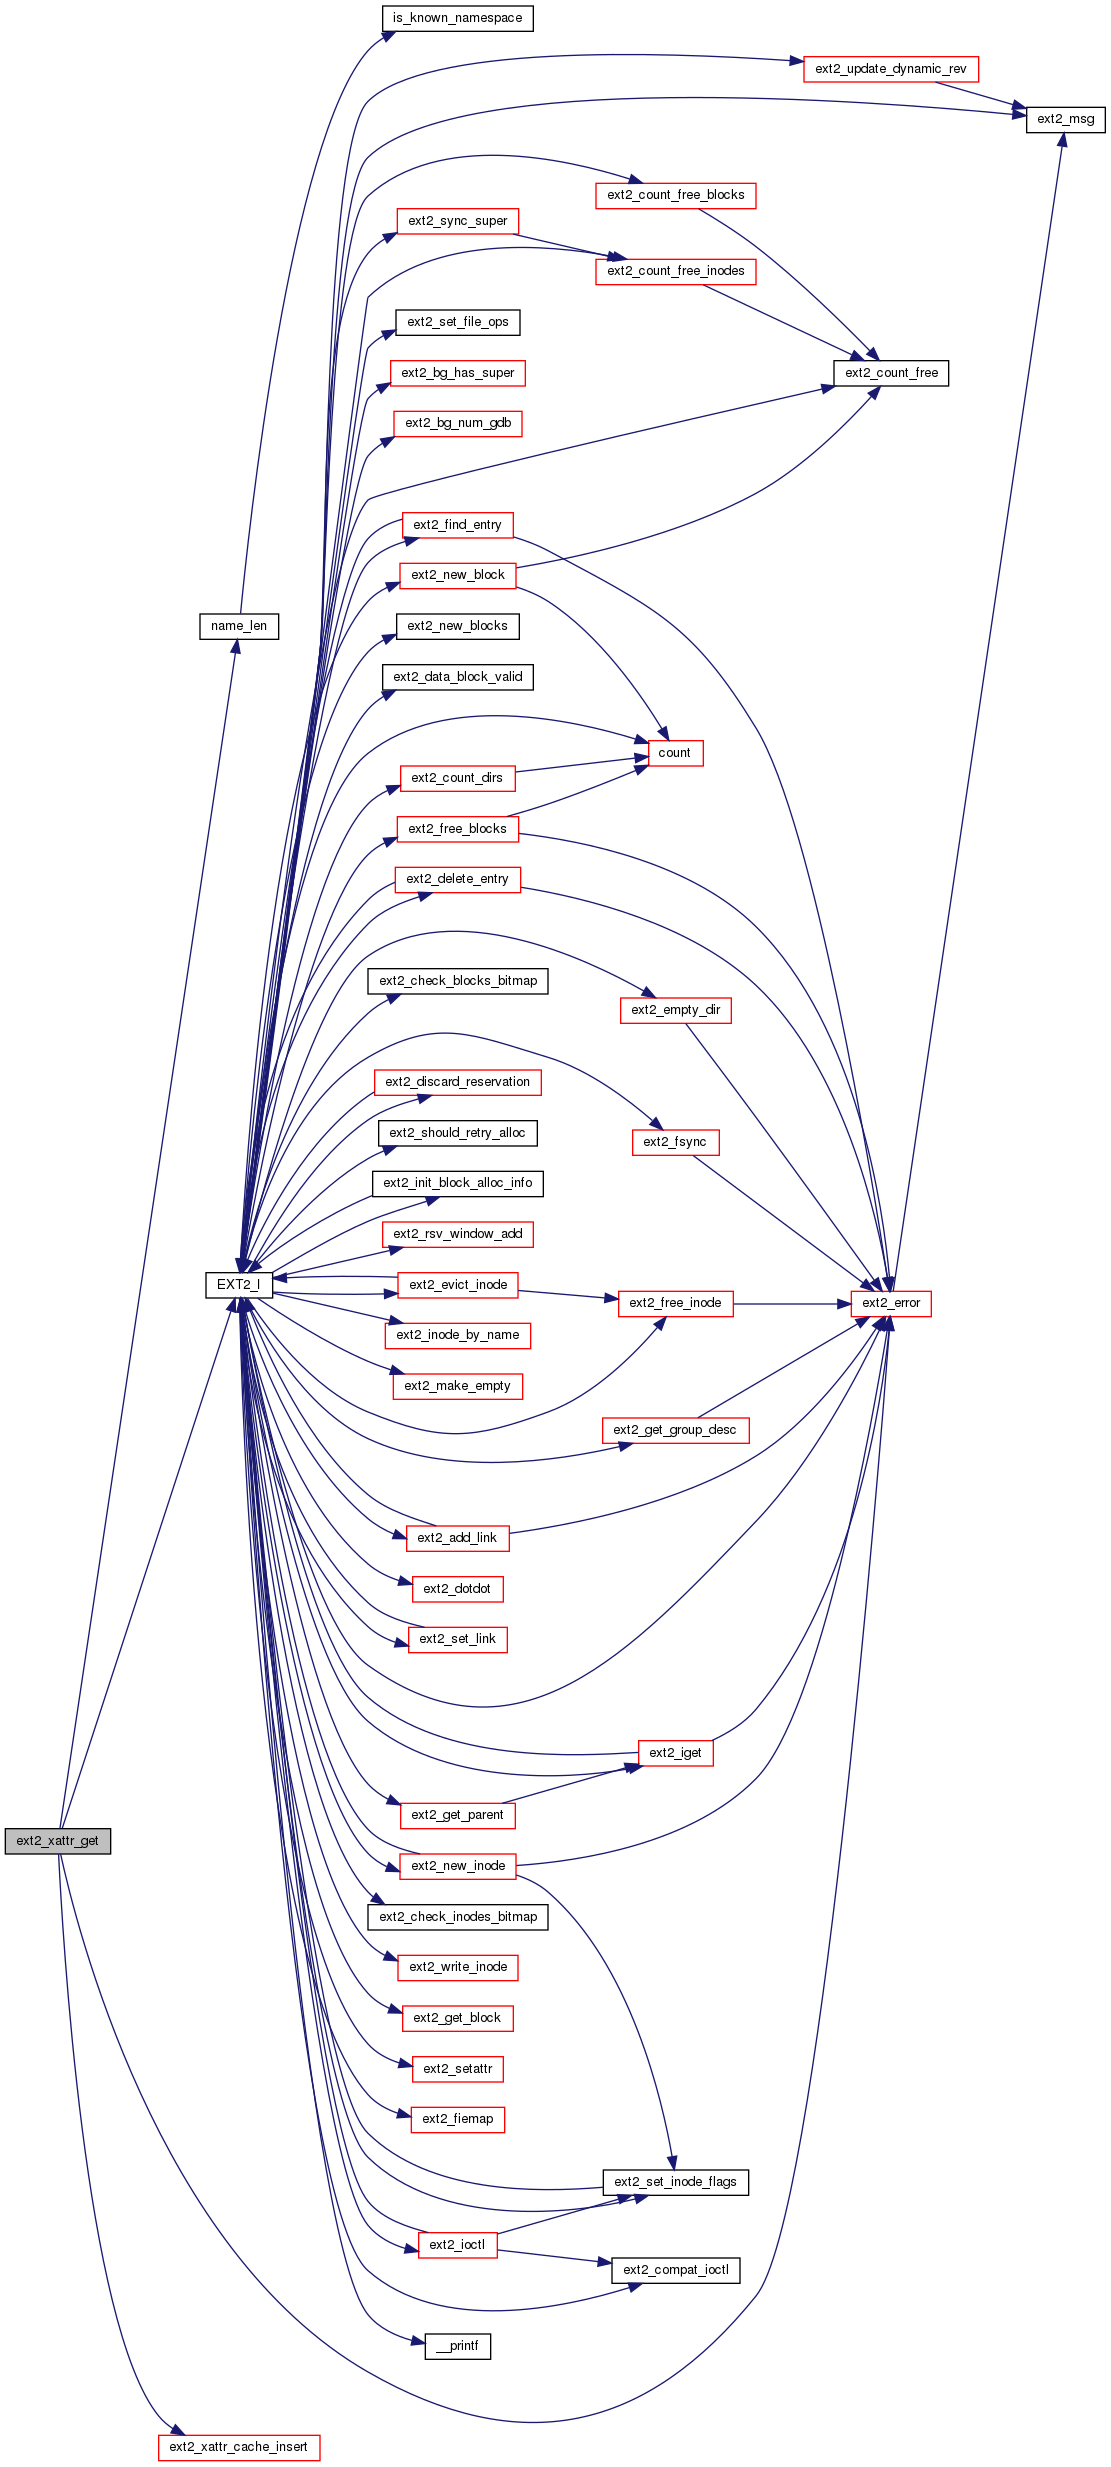 is_known_namespace
ext2_update_dynamic_rev
ext2_msg
ext2_count_free_blocks
ext2_sync_super
ext2_count_free_inodes
ext2_set_file_ops
ext2_bg_has_super
ext2_count_free
ext2_bg_num_gdb
ext2_find_entry
ext2_new_block
name_len
ext2_new_blocks
ext2_data_block_valid
count
ext2_count_dirs
ext2_free_blocks
ext2_delete_entry
ext2_check_blocks_bitmap
ext2_empty_dir
ext2_discard_reservation
ext2_should_retry_alloc
ext2_fsync
ext2_init_block_alloc_info
ext2_rsv_window_add
EXT2_I
ext2_evict_inode
ext2_free_inode
ext2_error
ext2_inode_by_name
ext2_make_empty
ext2_get_group_desc
ext2_add_link
ext2_dotdot
ext2_set_link
ext2_iget
ext2_get_parent
ext2_xattr_get
ext2_new_inode
ext2_check_inodes_bitmap
ext2_write_inode
ext2_get_block
ext2_setattr
ext2_fiemap
ext2_set_inode_flags
ext2_ioctl
ext2_compat_ioctl
__printf
ext2_xattr_cache_insert